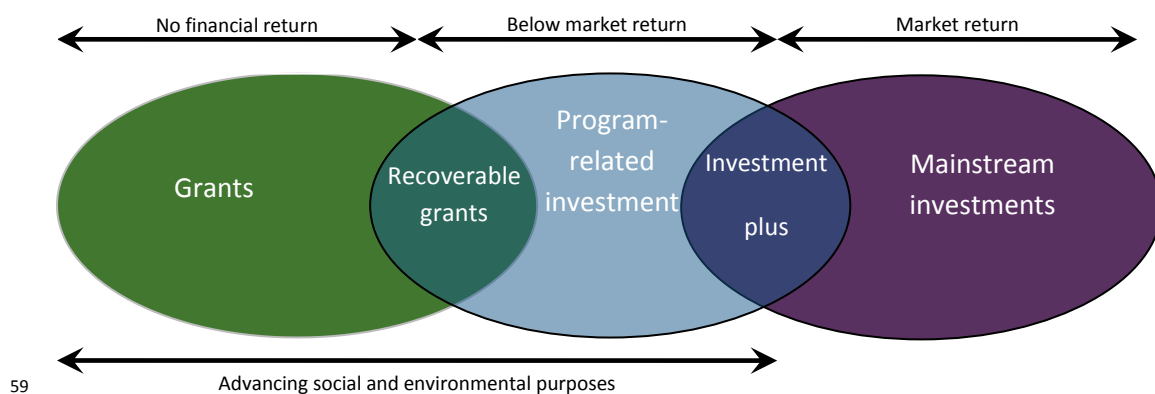 No financial return
Below market return
Market return
Grants
Recoverable
grants
Program-
related
investment
Investment
plus
Mainstream
investments
59
Advancing social and environmental purposes